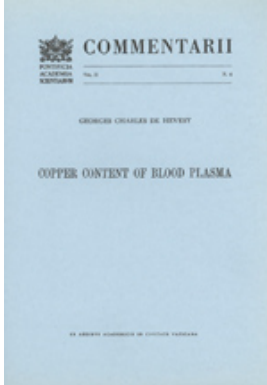 COMMENTARII
PONTIFICIA
ACADEMIA
SCIENTIARVM
Vol. II
GEORGES CHARLES DE HEVESY
COPPER CONTENT OF BLOOD PLASMA
EX AEDIBVS ACADEMICIS IN CIVITATE VATICANA